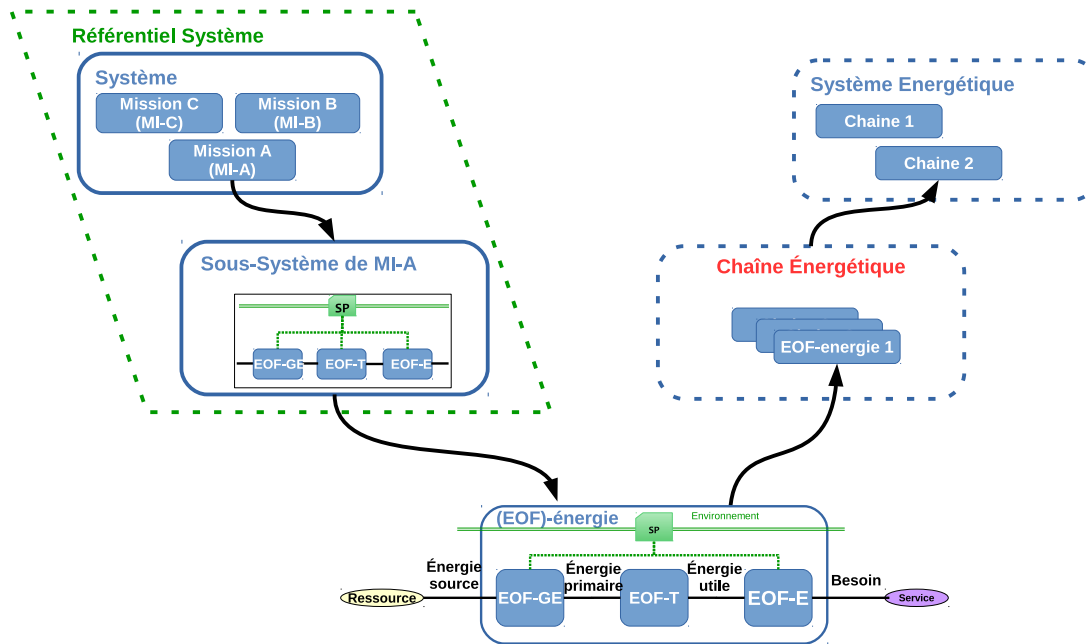 Référentiel Système
Système
Mission C
(MI-C)
Mission B
(MI-B)
Mission A
(MI-A)
Sous-Système de MI-A
SP
EOF-GE
EOF-T
EOF-E
Système Energétique
Chaine 1
Chaine 2
Chaîne Énergétique
EOF-energie 1
(EOF)-énergie
Environnement
SP
Énergie
source
Énergie
primaire
Énergie
utile
Besoin
Ressource
EOF-GE
EOF-T
EOF-E
Service